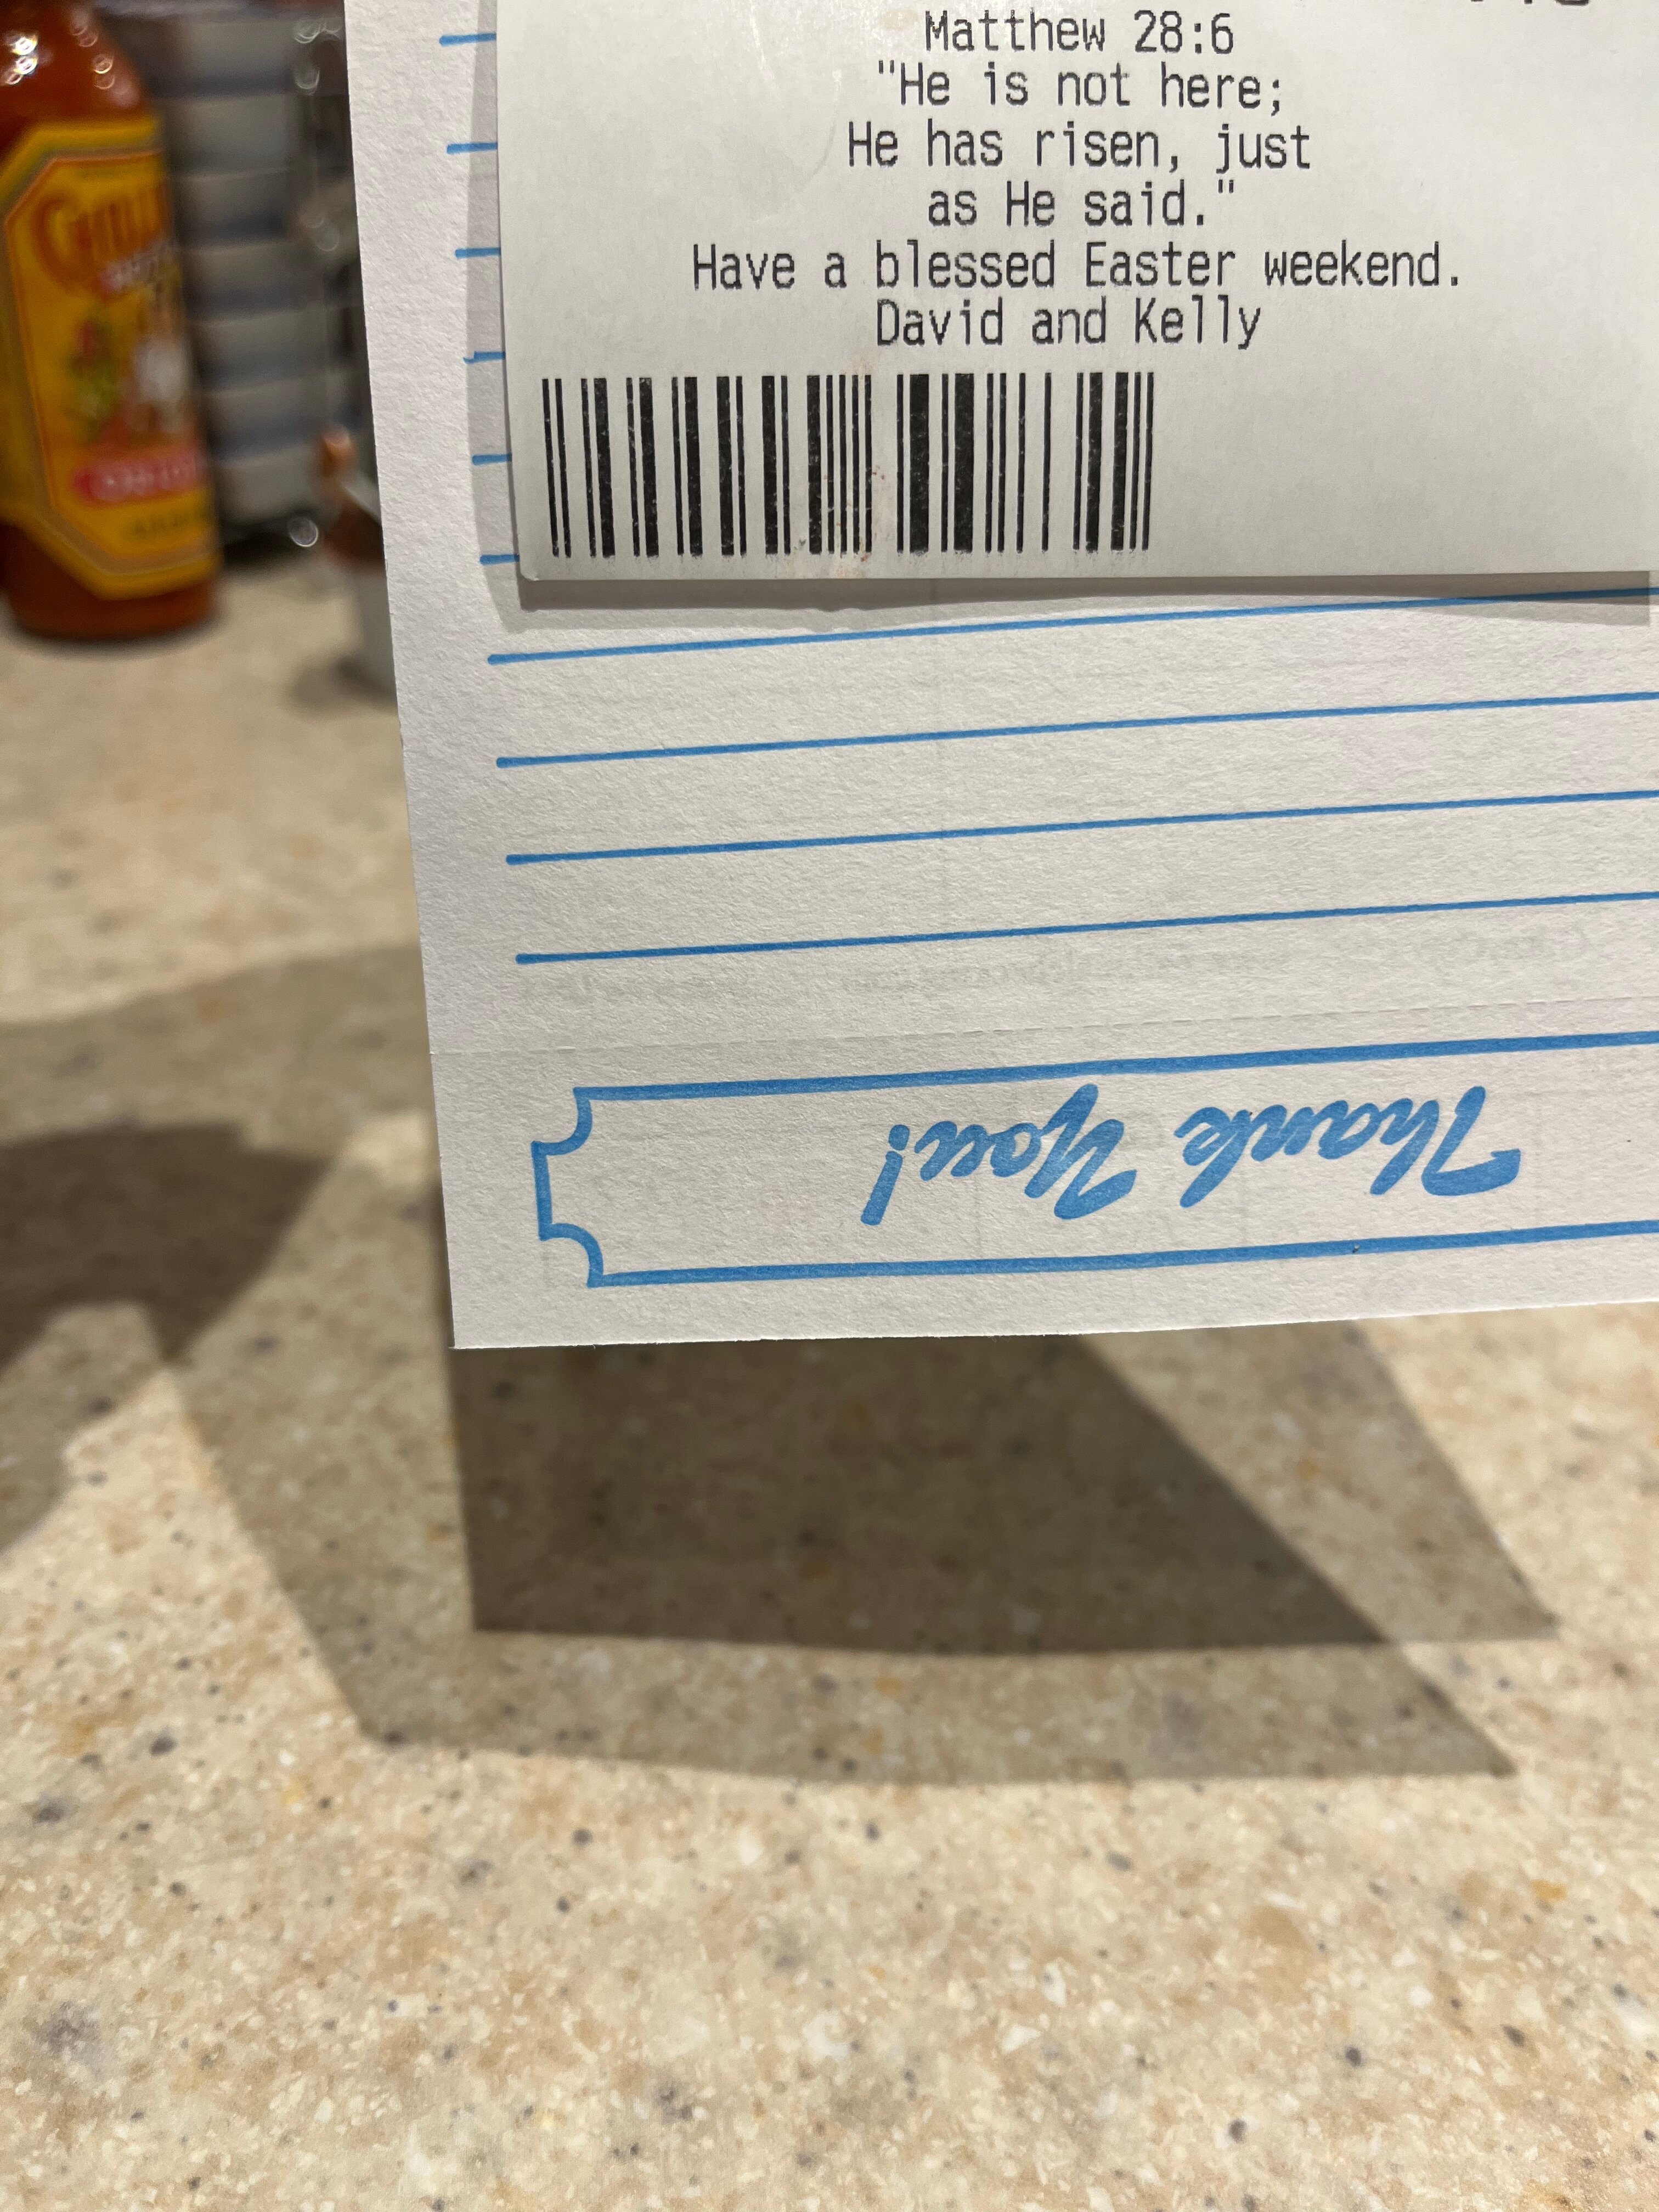 Matthew 28:6
"He is not here;
He has risen, just
as He said."
Have a blessed Easter weekend.
David and Kelly
Thank You!